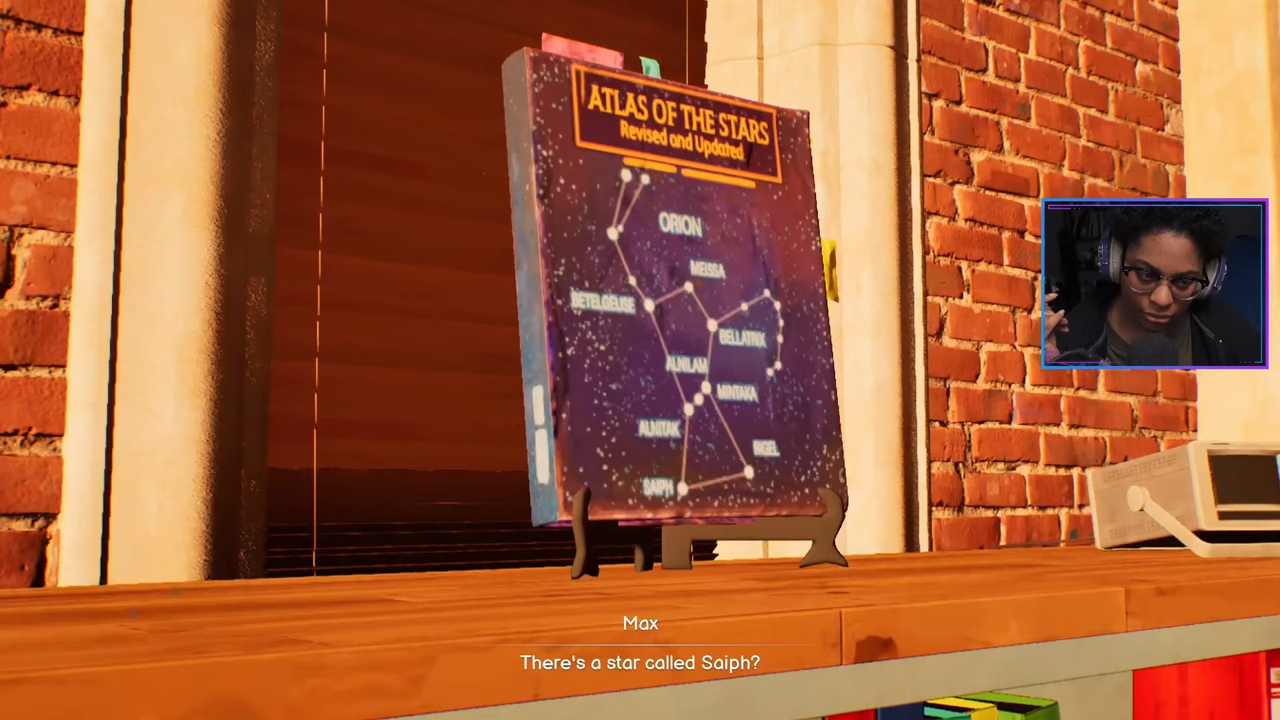 ATLAS OF THE STARS
Revised and Updated
ORION
MEISSA
BETELGEUSE
BELLATRIX
ALNILAM
MINTAKA
ALNITAK
RIGEL
SAIPH
Max
There's a star called Saiph?